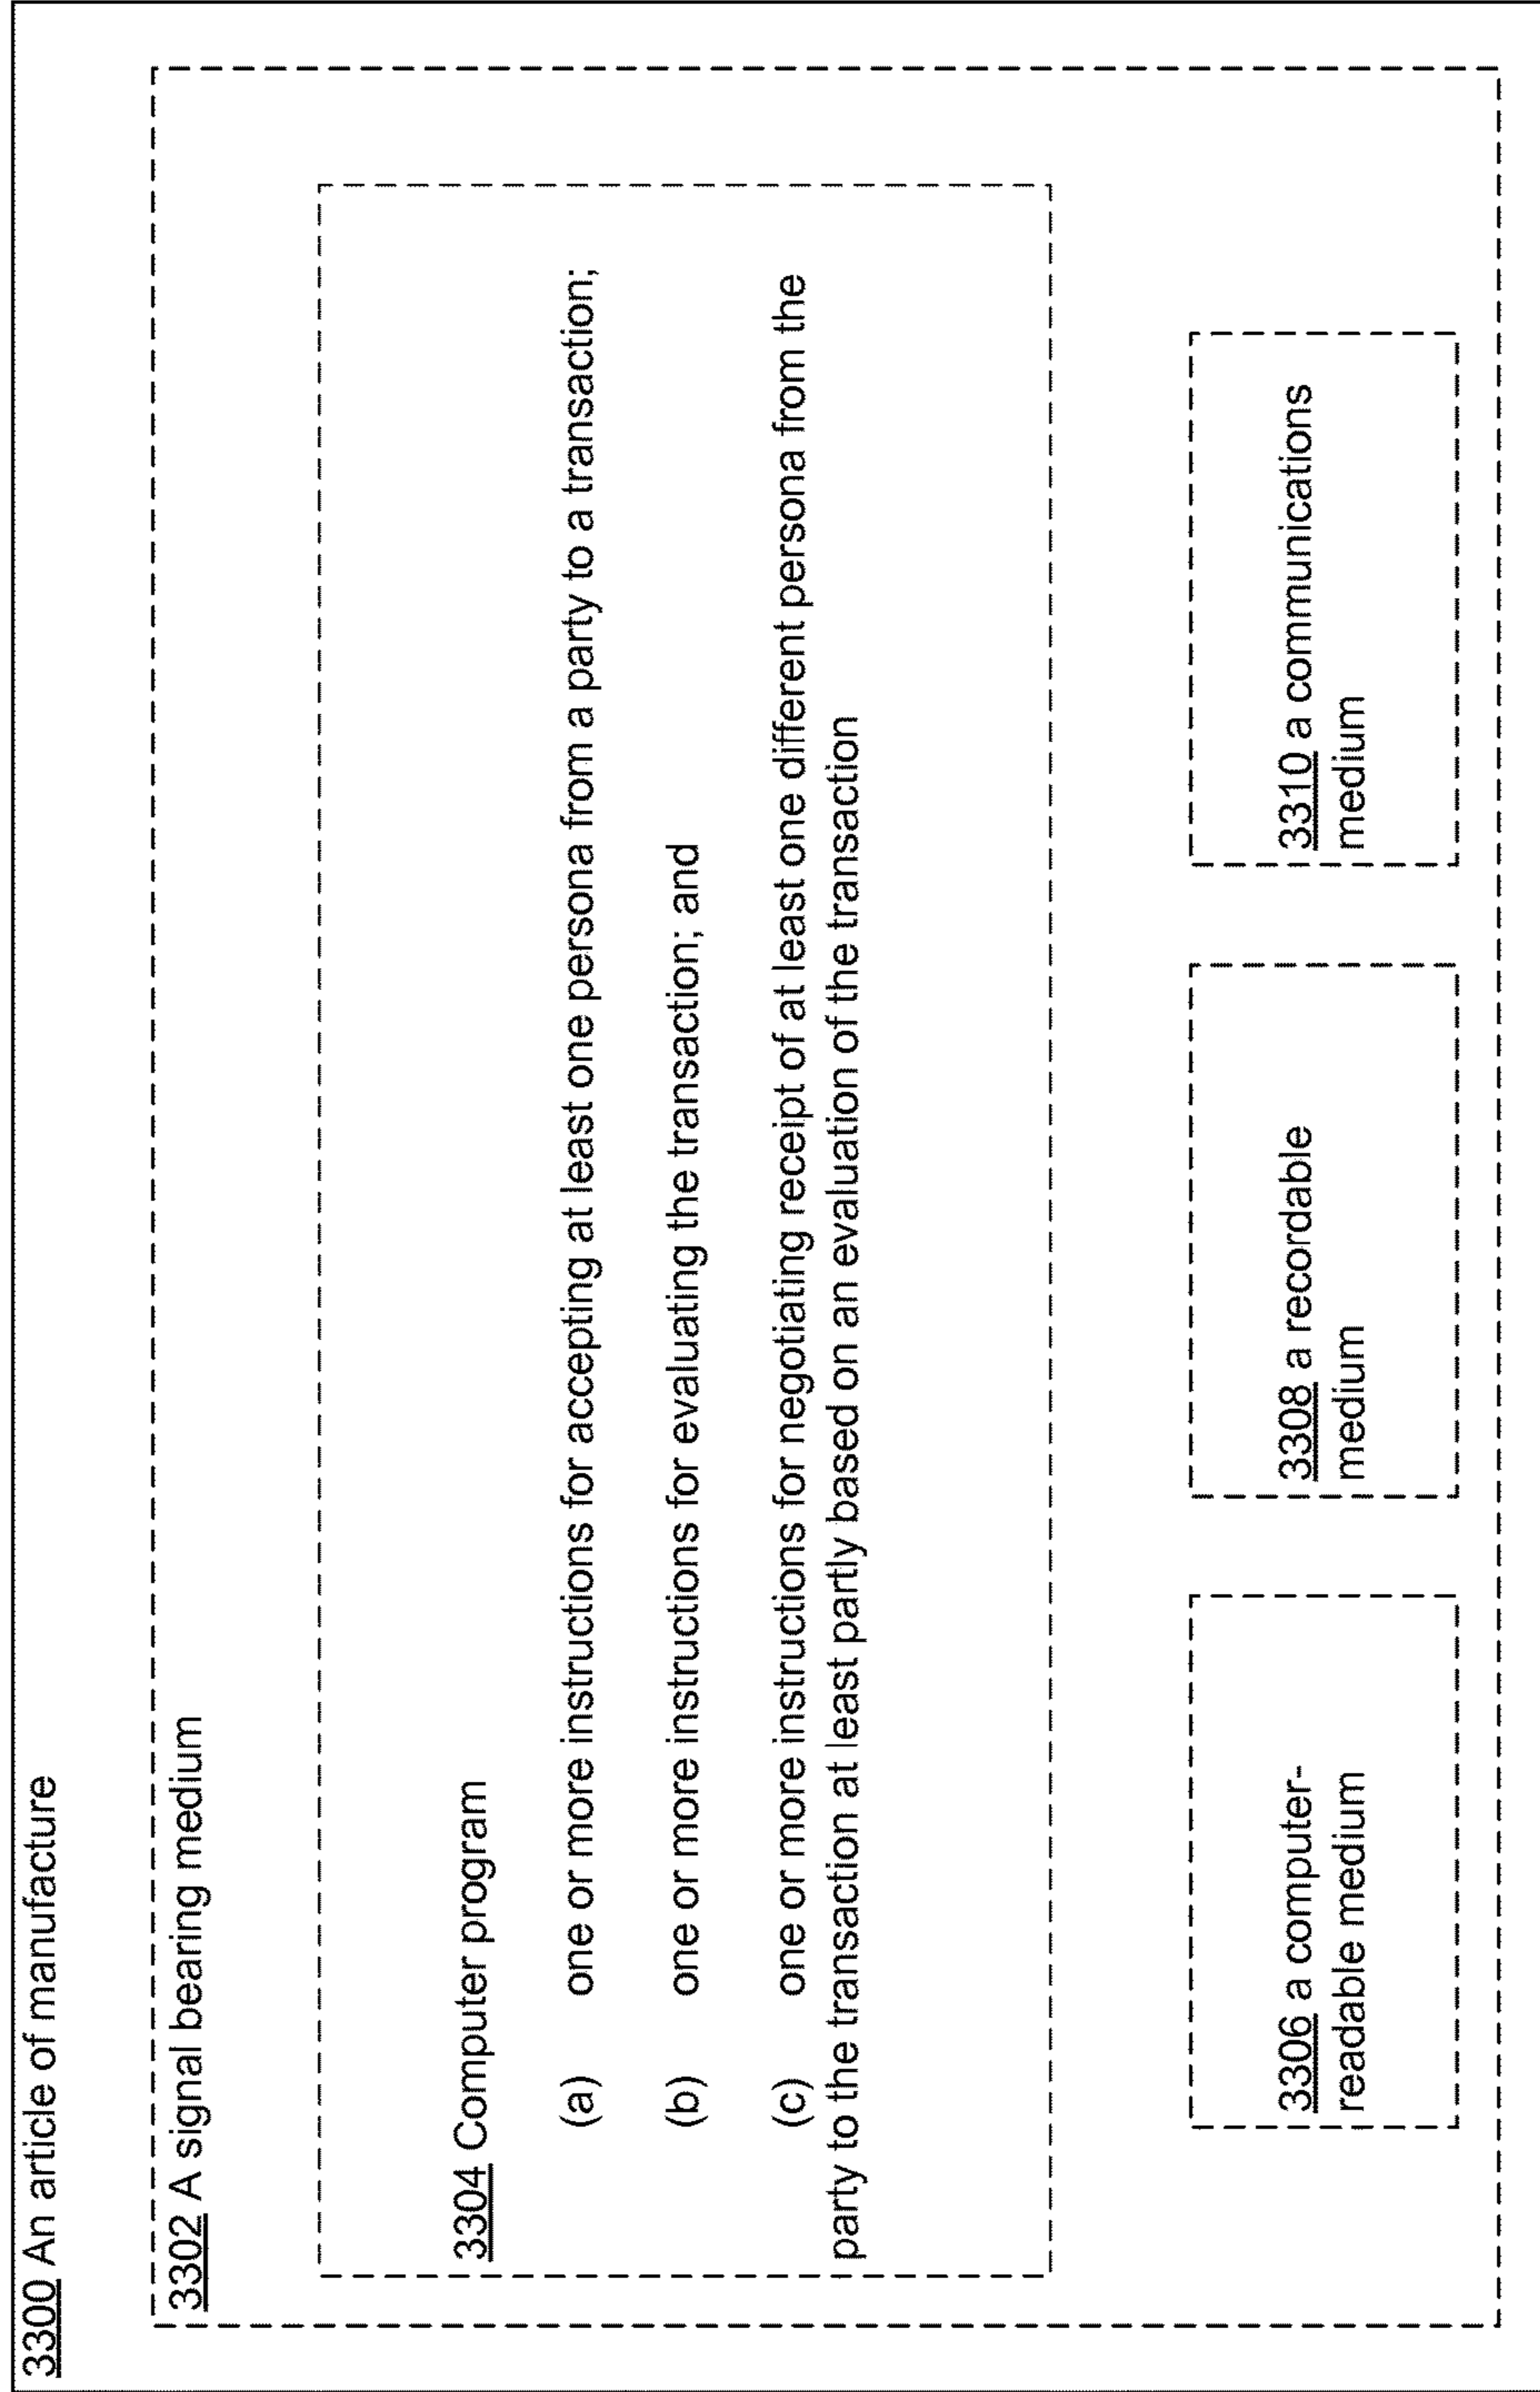 3300 An article of manufacture
3302 A signal bearing medium
3304 Computer program
(a) one or more instructions for accepting at least one persona from a party to a transaction;
(b) one or more instructions for evaluating the transaction; and
(c) one or more instructions for negotiating receipt of at least one different persona from the
party to the transaction at least partly based on an evaluation of the transaction
3306 a computer-
readable medium
3308 a recordable
medium
3310 a communications
medium